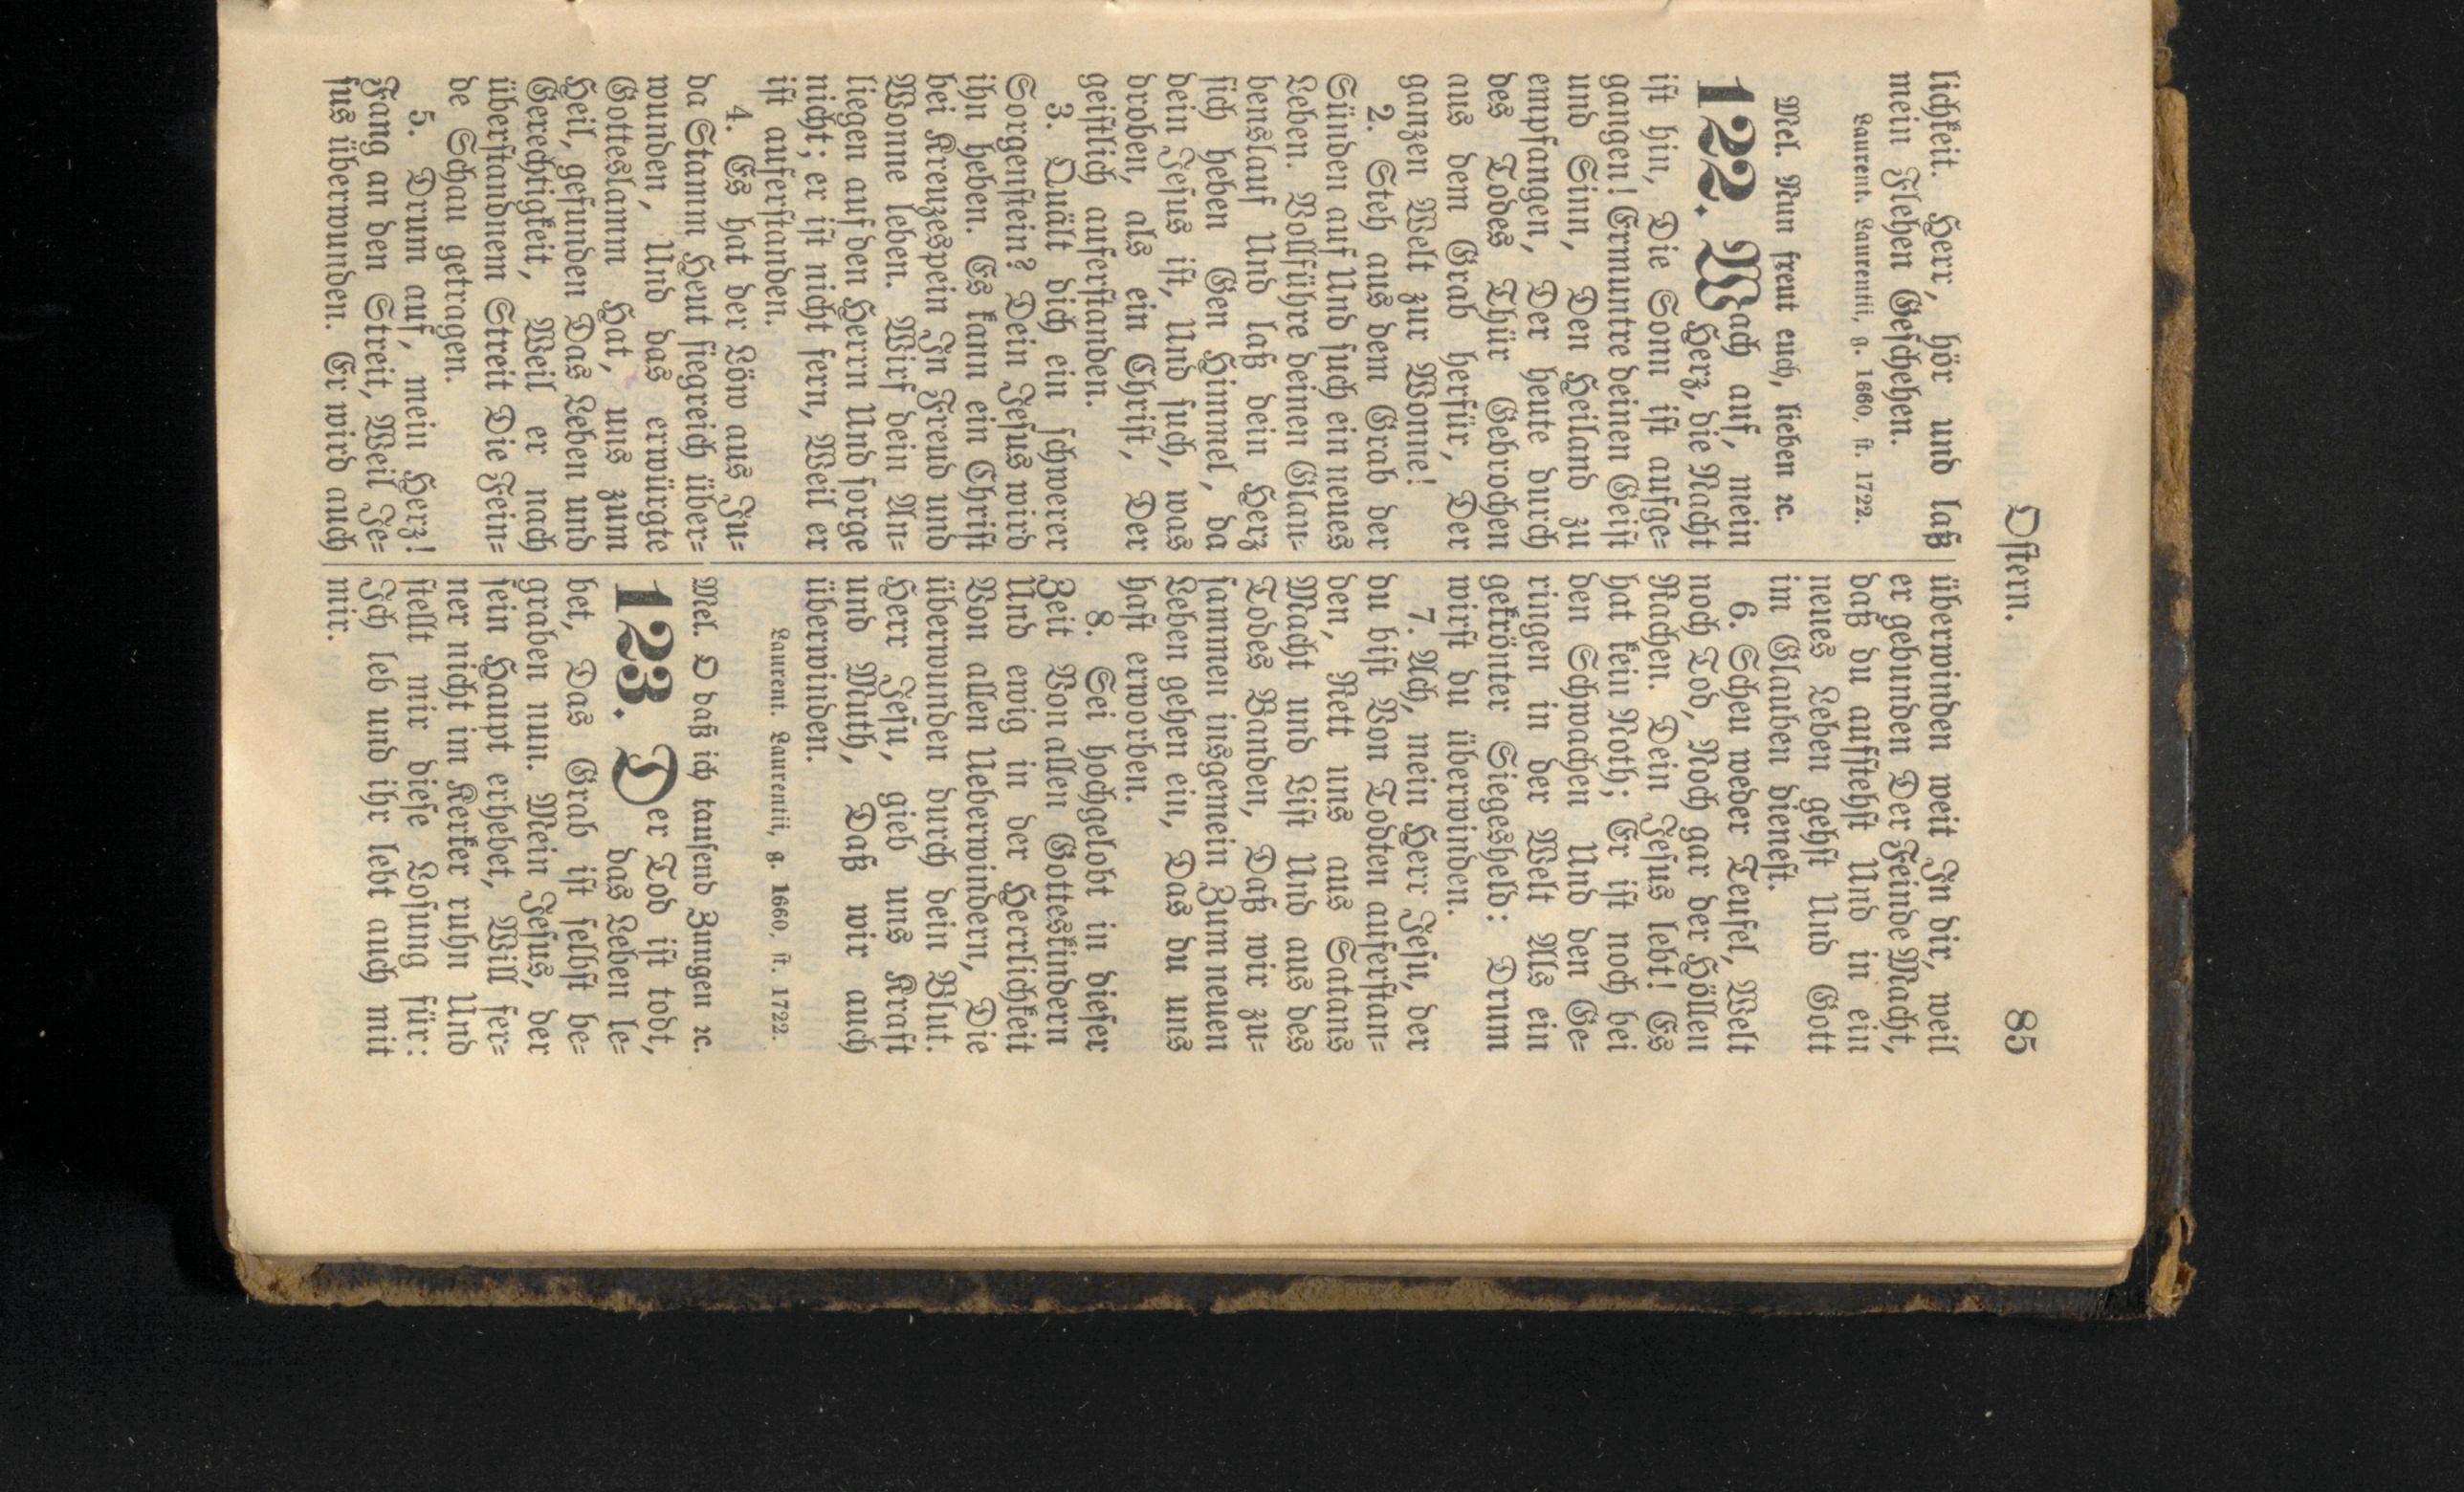 Ostern.
85
lichkeit. Herr, hör und laß
mein Flehen Geschehen.
Laurent. Laurentii, g. 1660, st. 1722.
Mel. Nun freut euch, lieben ꝛc.
122. Wach auf, mein
Herz, die Nacht
ist hin, Die Sonn ist aufge=
gangen! Ermuntre deinen Geist
und Sinn, Den Heiland zu
empfangen, Der heute durch
des Todes Thür Gebrochen
aus dem Grab herfür, Der
ganzen Welt zur Wonne!
2. Steh aus dem Grab der
Sünden auf Und such ein neues
Leben. Vollführe deinen Glau=
benslauf Und laß dein Herz
sich heben Gen Himmel, da
dein Jesus ist, Und such, was
droben, als ein Christ, Der
geistlich auferstanden.
3. Quält dich ein schwerer
Sorgenstein? Dein Jesus wird
ihn heben. Es kann ein Christ
bei Kreuzespein In Freud und
Wonne leben. Wirf dein An=
liegen auf den Herrn Und sorge
nicht; er ist nicht fern, Weil er
ist auferstanden.
4. Es hat der Löw aus Ju=
da Stamm Heut siegreich über=
wunden, Und das erwürgte
Gotteslamm Hat, uns zum
Heil, gefunden Das Leben und
Gerechtigkeit, Weil er nach
überstandnem Streit Die Fein=
de Schau getragen.
5. Drum auf, mein Herz!
Fang an den Streit, Weil Je=
sus überwunden. Er wird auch
überwinden weit In dir, weil
er gebunden Der Feinde Macht,
daß du aufstehst Und in ein
neues Leben gehst Und Gott
im Glauben dienest.
6. Scheu weder Teufel, Welt
noch Tod, Noch gar der Höllen
Rachen. Dein Jesus lebt! Es
hat kein Noth; Er ist noch bei
den Schwachen Und den Ge=
ringen in der Welt Als ein
gekrönter Siegesheld: Drum
wirst du überwinden.
7. Ach, mein Herr Jesu, der
du bist Von Todten auferstan=
den, Rett uns aus Satans
Macht und List Und aus des
Todes Banden, Daß wir zu=
sammen insgemein Zum neuen
Leben gehen ein, Das du uns
hast erworben.
8. Sei hochgelobt in dieser
Zeit Von allen Gotteskindern
Und ewig in der Herrlichkeit
Von allen Ueberwindern, Die
überwunden durch dein Blut.
Herr Jesu, gieb uns Kraft
und Muth, Daß wir auch
überwinden.
Laurent. Laurentii, g. 1660, st. 1722.
Mel. O daß ich tausend Zungen ꝛc.
123. Der Tod ist todt,
das Leben le=
bet, Das Grab ist selbst be=
graben nun. Mein Jesus, der
sein Haupt erhebet, Will fer=
ner nicht im Kerker ruhn Und
stellt mir diese Losung für:
Ich leb und ihr lebt auch mit
mir.